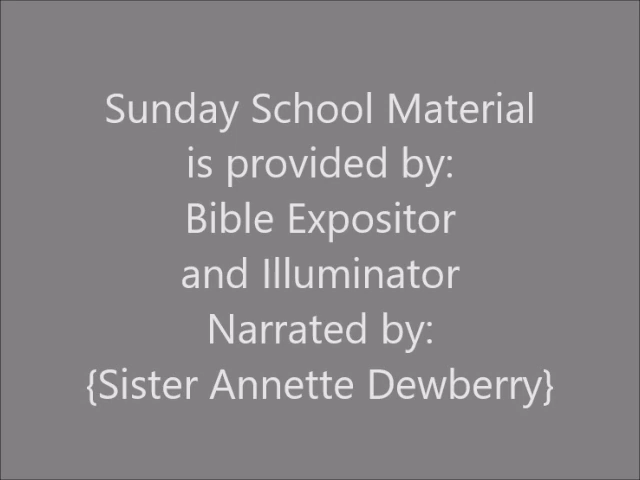 Sunday School Material
is provided by:
Bible Expositor
and Illuminator
Narrated by:
{Sister Annette Dewberry}